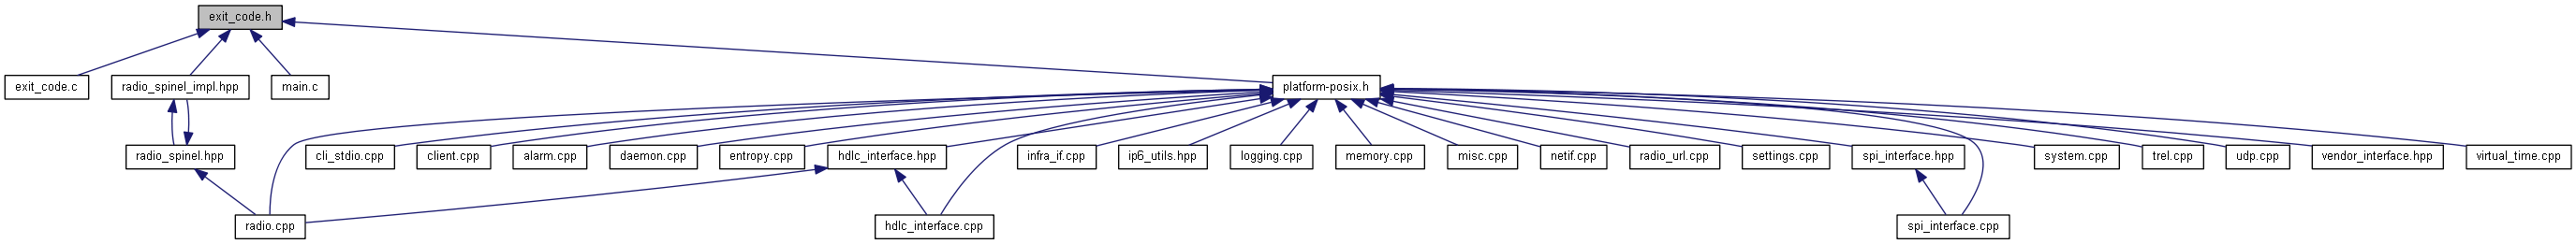 exit_code.h
exit_code.c
radio_spinel_impl.hpp
main.c
platform-posix.h
radio_spinel.hpp
cli_stdio.cpp
client.cpp
alarm.cpp
daemon.cpp
entropy.cpp
hdlc_interface.hpp
infra_if.cpp
ip6_utils.hpp
logging.cpp
memory.cpp
misc.cpp
netif.cpp
radio_url.cpp
settings.cpp
spi_interface.hpp
system.cpp
trel.cpp
udp.cpp
vendor_interface.hpp
virtual_time.cpp
radio.cpp
hdlc_interface.cpp
spi_interface.cpp